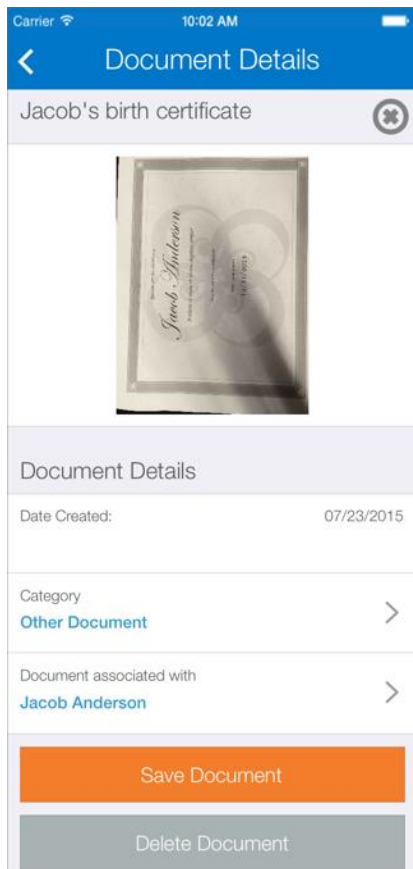 Carrier 10:02 AM
Document Details
Jacob's birth certificate
Jacob Anderson
Document Details
Date Created: 07/23/2015
Category
Other Document
Document associated with
Jacob Anderson
Save Document
Delete Document